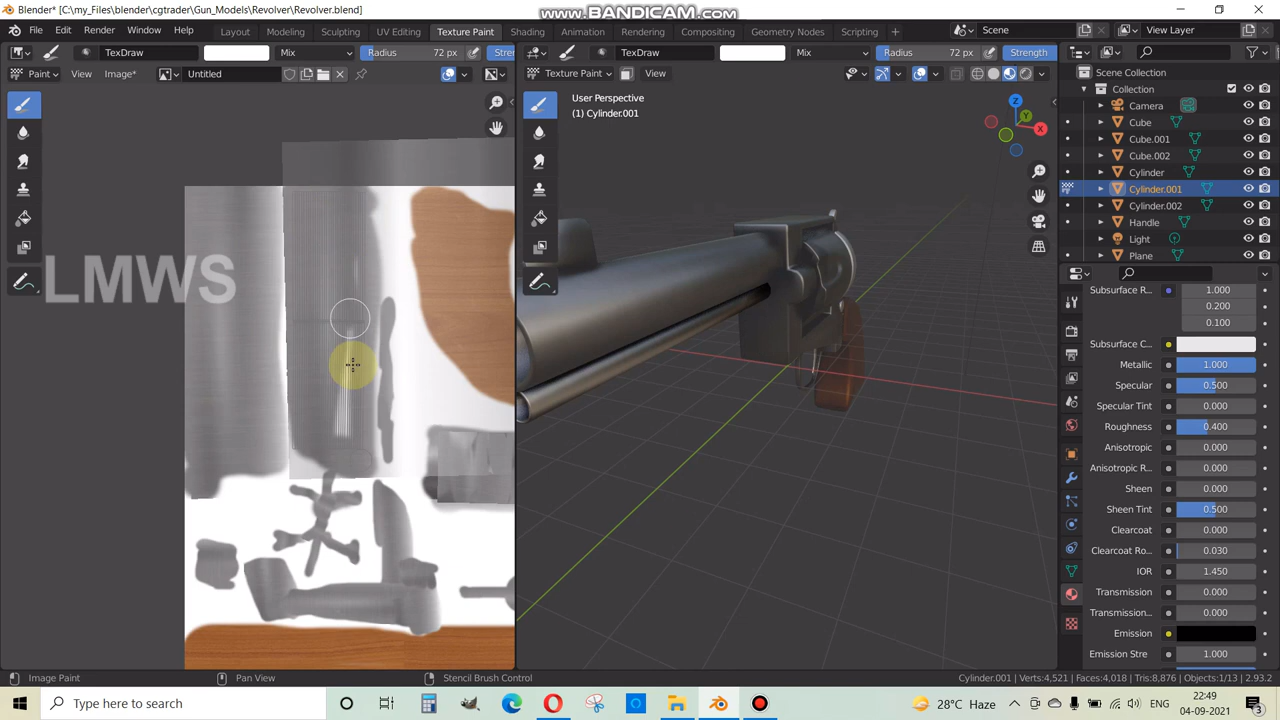 Blender* [C:\my_Files\blender\cgtrader\Gun_Models\Revolver\Revolver.blend]
www.BANDICAM.com
File Edit Render Window Help Layout Modeling Sculpting UV Editing Texture Paint Shading Animation Rendering Compositing Geometry Nodes Scripting + Scene View Layer
TexDraw Mix Radius 72 px TexDraw Mix Radius 72 px Strength
Paint View Image* Untitled Texture Paint View
Scene Collection
Collection
Camera
Cube
Cube.001
Cube.002
Cylinder
Cylinder.001
Cylinder.002
Handle
Light
Plane
User Perspective
(1) Cylinder.001
Z
Y
X
LMWS
Subsurface R... 1.000
0.200
0.100
Subsurface C...
Metallic 1.000
Specular 0.500
Specular Tint 0.000
Roughness 0.400
Anisotropic 0.000
Anisotropic R... 0.000
Sheen 0.000
Sheen Tint 0.500
Clearcoat 0.000
Clearcoat Ro... 0.030
IOR 1.450
Transmission 0.000
Transmission... 0.000
Emission
Emission Stre 1.000
Image Paint Pan View Stencil Brush Control Cylinder.001 | Verts:4,521 | Faces:4,018 | Tris:8,876 | Objects:1/13 | 2.93.2
Type here to search 28°C Haze ENG 22:49
04-09-2021 3